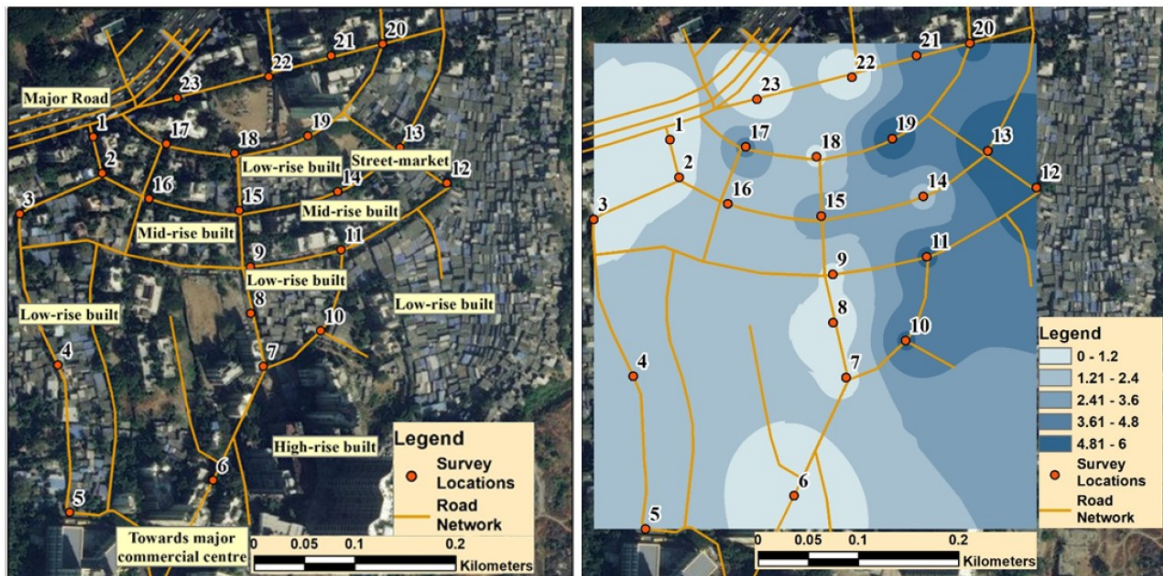 20
21
22
23
Major Road
1
17
19
18
13
Low-rise built
Street-market
2
12
14
16
15
3
Mid-rise built
Mid-rise built
11
9
Low-rise built
8
Low-rise built
Low-rise built
10
4
7
High-rise built
Legend
6
Survey
Locations
Road
Network
5
Towards major
commercial centre
0 0.05 0.1 0.2
Kilometers
20
21
22
23
1
17
19
18
13
2
12
14
16
15
3
11
9
8
10
4
7
6
5
Legend
0 - 1.2
1.21 - 2.4
2.41 - 3.6
3.61 - 4.8
4.81 - 6
Survey
Locations
Road
Network
0 0.05 0.1 0.2
Kilometers